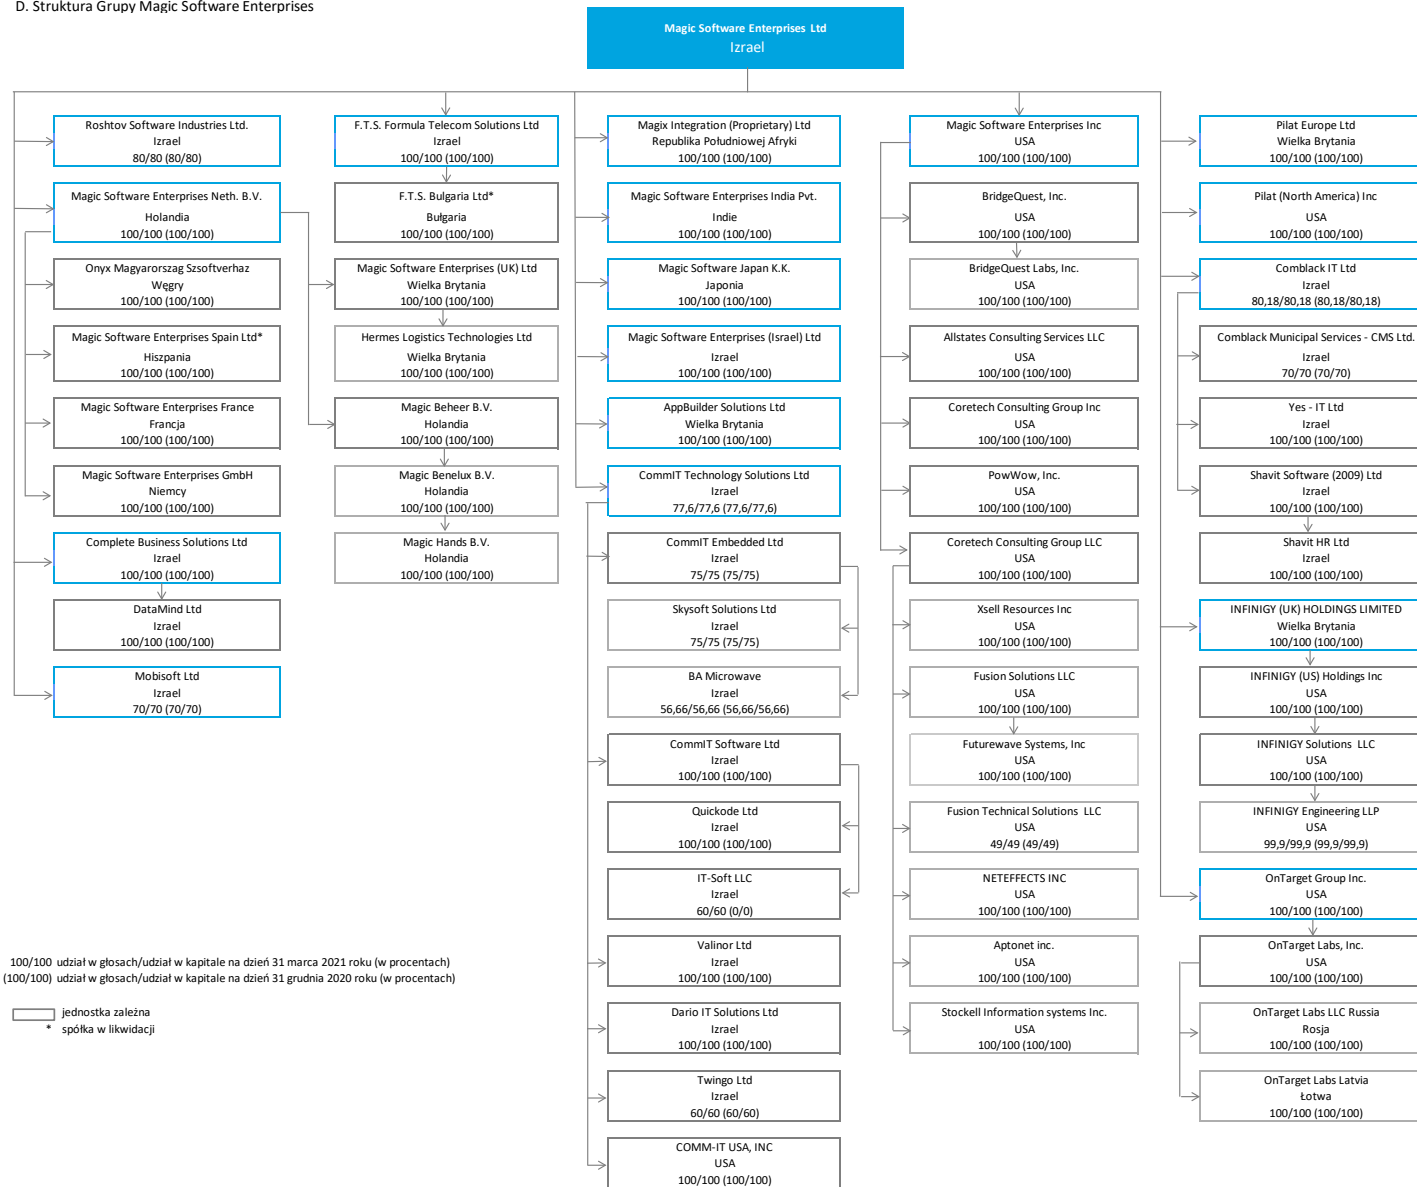 D. Struktura Grupy Magic Software Enterprises
Magic Software Enterprises Ltd
Izrael
Roshtov Software Industries Ltd.
Izrael
80/80 (80/80)
Magic Software Enterprises Neth. B.V.
Holandia
100/100 (100/100)
Onyx Magyarorszag Szsoftverhaz
Węgry
100/100 (100/100)
Magic Software Enterprises Spain Ltd*
Hiszpania
100/100 (100/100)
Magic Software Enterprises France
Francja
100/100 (100/100)
Magic Software Enterprises GmbH
Niemcy
100/100 (100/100)
Complete Business Solutions Ltd
Izrael
100/100 (100/100)
DataMind Ltd
Izrael
100/100 (100/100)
Mobisoft Ltd
Izrael
70/70 (70/70)
F.T.S. Formula Telecom Solutions Ltd
Izrael
100/100 (100/100)
F.T.S. Bulgaria Ltd*
Bułgaria
100/100 (100/100)
Magic Software Enterprises (UK) Ltd
Wielka Brytania
100/100 (100/100)
Hermes Logistics Technologies Ltd
Wielka Brytania
100/100 (100/100)
Magic Beheer B.V.
Holandia
100/100 (100/100)
Magic Benelux B.V.
Holandia
100/100 (100/100)
Magic Hands B.V.
Holandia
100/100 (100/100)
Magix Integration (Proprietary) Ltd
Republika Południowej Afryki
100/100 (100/100)
Magic Software Enterprises India Pvt.
Indie
100/100 (100/100)
Magic Software Japan K.K.
Japonia
100/100 (100/100)
Magic Software Enterprises (Israel) Ltd
Izrael
100/100 (100/100)
AppBuilder Solutions Ltd
Wielka Brytania
100/100 (100/100)
CommIT Technology Solutions Ltd
Izrael
77,6/77,6 (77,6/77,6)
CommIT Embedded Ltd
Izrael
75/75 (75/75)
Skysoft Solutions Ltd
Izrael
75/75 (75/75)
BA Microwave
Izrael
56,66/56,66 (56,66/56,66)
CommIT Software Ltd
Izrael
100/100 (100/100)
Quickode Ltd
Izrael
100/100 (100/100)
IT-Soft LLC
Izrael
60/60 (0/0)
Valinor Ltd
Izrael
100/100 (100/100)
Dario IT Solutions Ltd
Izrael
100/100 (100/100)
Twingo Ltd
Izrael
60/60 (60/60)
COMM-IT USA, INC
USA
100/100 (100/100)
Magic Software Enterprises Inc
USA
100/100 (100/100)
BridgeQuest, Inc.
USA
100/100 (100/100)
BridgeQuest Labs, Inc.
USA
100/100 (100/100)
Allstates Consulting Services LLC
USA
100/100 (100/100)
Coretech Consulting Group Inc
USA
100/100 (100/100)
PowWow, Inc.
USA
100/100 (100/100)
Coretech Consulting Group LLC
USA
100/100 (100/100)
Xsell Resources Inc
USA
100/100 (100/100)
Fusion Solutions LLC
USA
100/100 (100/100)
Futurewave Systems, Inc
USA
100/100 (100/100)
Fusion Technical Solutions LLC
USA
49/49 (49/49)
NETEFFECTS INC
USA
100/100 (100/100)
Aptonet inc.
USA
100/100 (100/100)
Stockell Information systems Inc.
USA
100/100 (100/100)
Pilat Europe Ltd
Wielka Brytania
100/100 (100/100)
Pilat (North America) Inc
USA
100/100 (100/100)
Comblack IT Ltd
Izrael
80,18/80,18 (80,18/80,18)
Comblack Municipal Services - CMS Ltd.
Izrael
70/70 (70/70)
Yes - IT Ltd
Izrael
100/100 (100/100)
Shavit Software (2009) Ltd
Izrael
100/100 (100/100)
Shavit HR Ltd
Izrael
100/100 (100/100)
INFINIGY (UK) HOLDINGS LIMITED
Wielka Brytania
100/100 (100/100)
INFINIGY (US) Holdings Inc
USA
100/100 (100/100)
INFINIGY Solutions LLC
USA
100/100 (100/100)
INFINIGY Engineering LLP
USA
99,9/99,9 (99,9/99,9)
OnTarget Group Inc.
USA
100/100 (100/100)
OnTarget Labs, Inc.
USA
100/100 (100/100)
OnTarget Labs LLC Russia
Rosja
100/100 (100/100)
OnTarget Labs Latvia
Łotwa
100/100 (100/100)
100/100 udział w głosach/udział w kapitale na dzień 31 marca 2021 roku (w procentach)
(100/100) udział w głosach/udział w kapitale na dzień 31 grudnia 2020 roku (w procentach)
jednostka zależna
* spółka w likwidacji